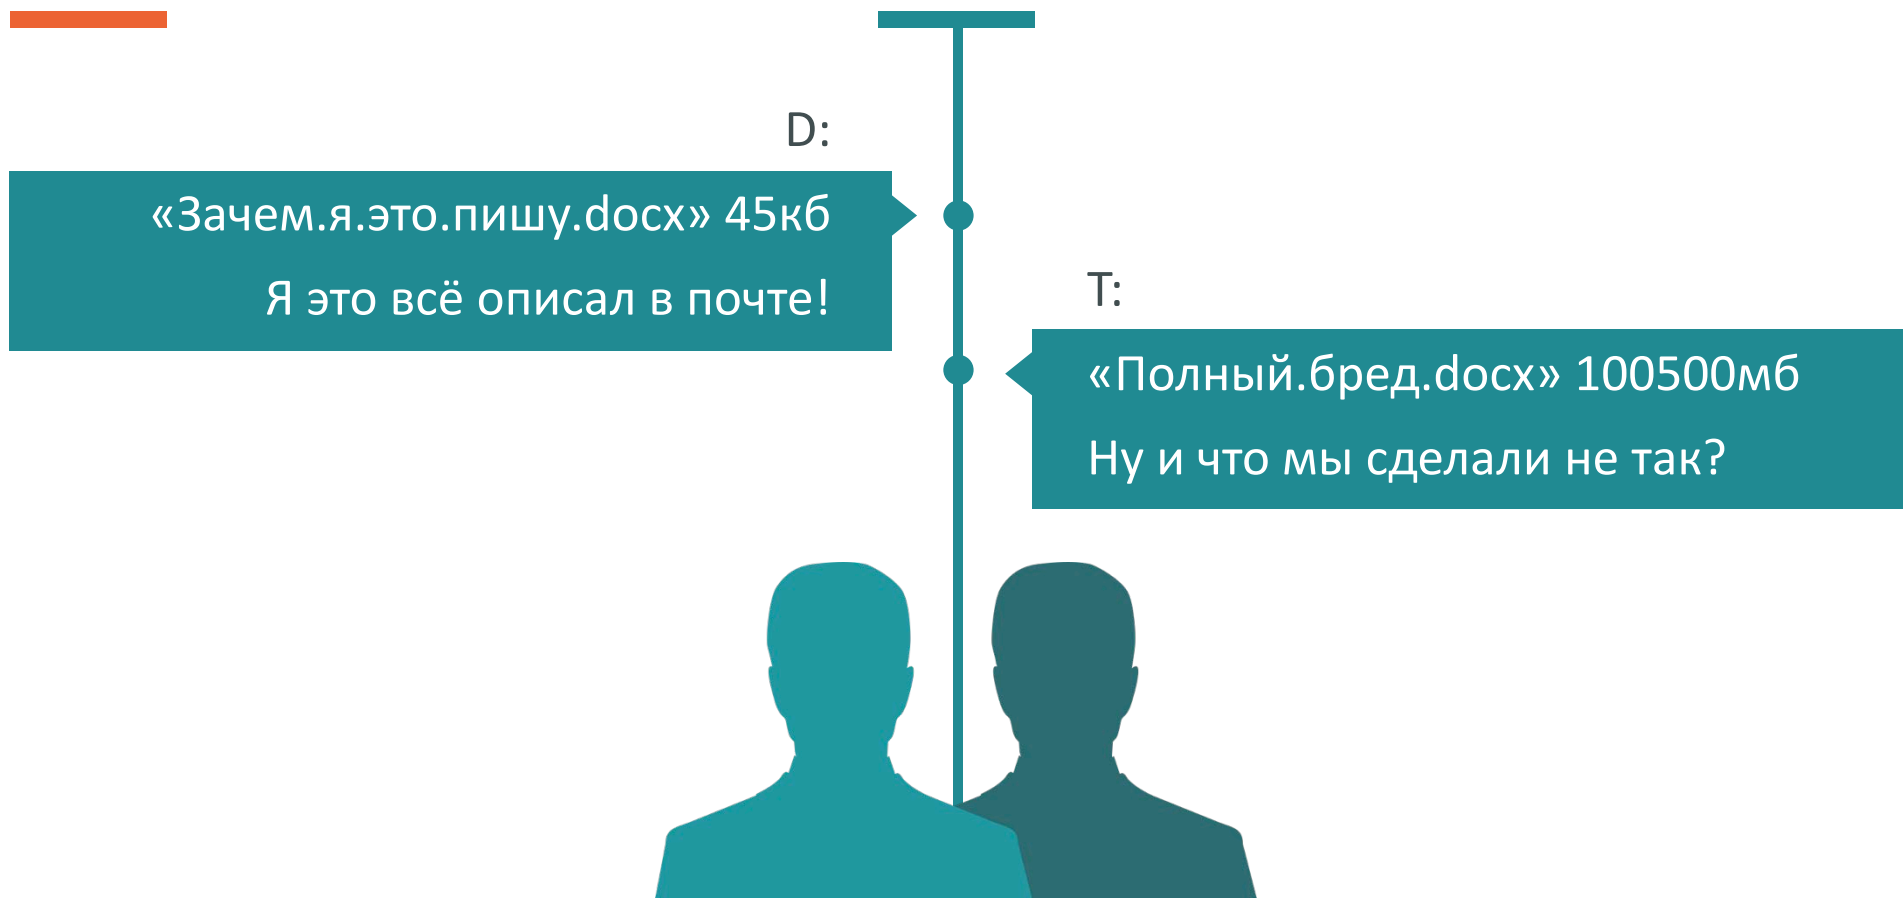 D:
«Зачем.я.это.пишу.docx» 45кб
Я это всё описал в почте!
T:
«Полный.бред.docx» 100500мб
Ну и что мы сделали не так?